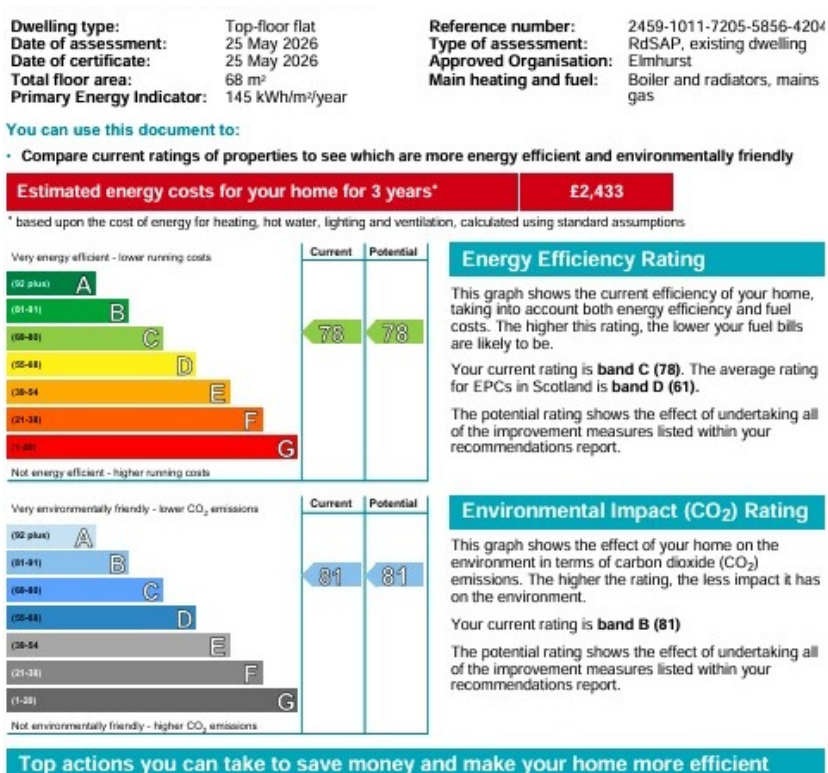 Dwelling type: Top-floor flat
Date of assessment: 25 May 2026
Date of certificate: 25 May 2026
Total floor area: 68 m²
Primary Energy Indicator: 145 kWh/m²/year
Reference number: 2459-1011-7205-5856-4204
Type of assessment: RdSAP, existing dwelling
Approved Organisation: Elmhurst
Main heating and fuel: Boiler and radiators, mains
gas
You can use this document to:
• Compare current ratings of properties to see which are more energy efficient and environmentally friendly
Estimated energy costs for your home for 3 years* £2,433
* based upon the cost of energy for heating, hot water, lighting and ventilation, calculated using standard assumptions
Very energy efficient - lower running costs
Current Potential
(92 plus) A
(81-91) B
(69-80) C 78 78
(55-68) D
(39-54 E
(21-38) F
(1-20) G
Not energy efficient - higher running costs
Energy Efficiency Rating
This graph shows the current efficiency of your home,
taking into account both energy efficiency and fuel
costs. The higher this rating, the lower your fuel bills
are likely to be.
Your current rating is band C (78). The average rating
for EPCs in Scotland is band D (61).
The potential rating shows the effect of undertaking all
of the improvement measures listed within your
recommendations report.
Very environmentally friendly - lower CO₂ emissions
Current Potential
(92 plus) A
(81-91) B 81 81
(69-80) C
(55-68) D
(39-54 E
(21-38) F
(1-20) G
Not environmentally friendly - higher CO₂ emissions
Environmental Impact (CO₂) Rating
This graph shows the effect of your home on the
environment in terms of carbon dioxide (CO₂)
emissions. The higher the rating, the less impact it has
on the environment.
Your current rating is band B (81)
The potential rating shows the effect of undertaking all
of the improvement measures listed within your
recommendations report.
Top actions you can take to save money and make your home more efficient